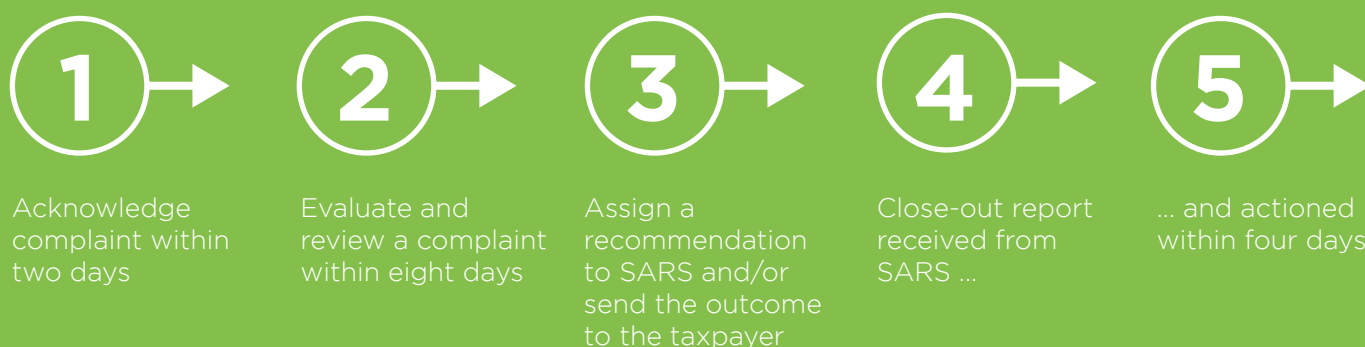 1
Acknowledge
complaint within
two days
2
Evaluate and
review a complaint
within eight days
3
Assign a
recommendation
to SARS and/or
send the outcome
to the taxpayer
4
Close-out report
received from
SARS ...
5
... and actioned
within four days